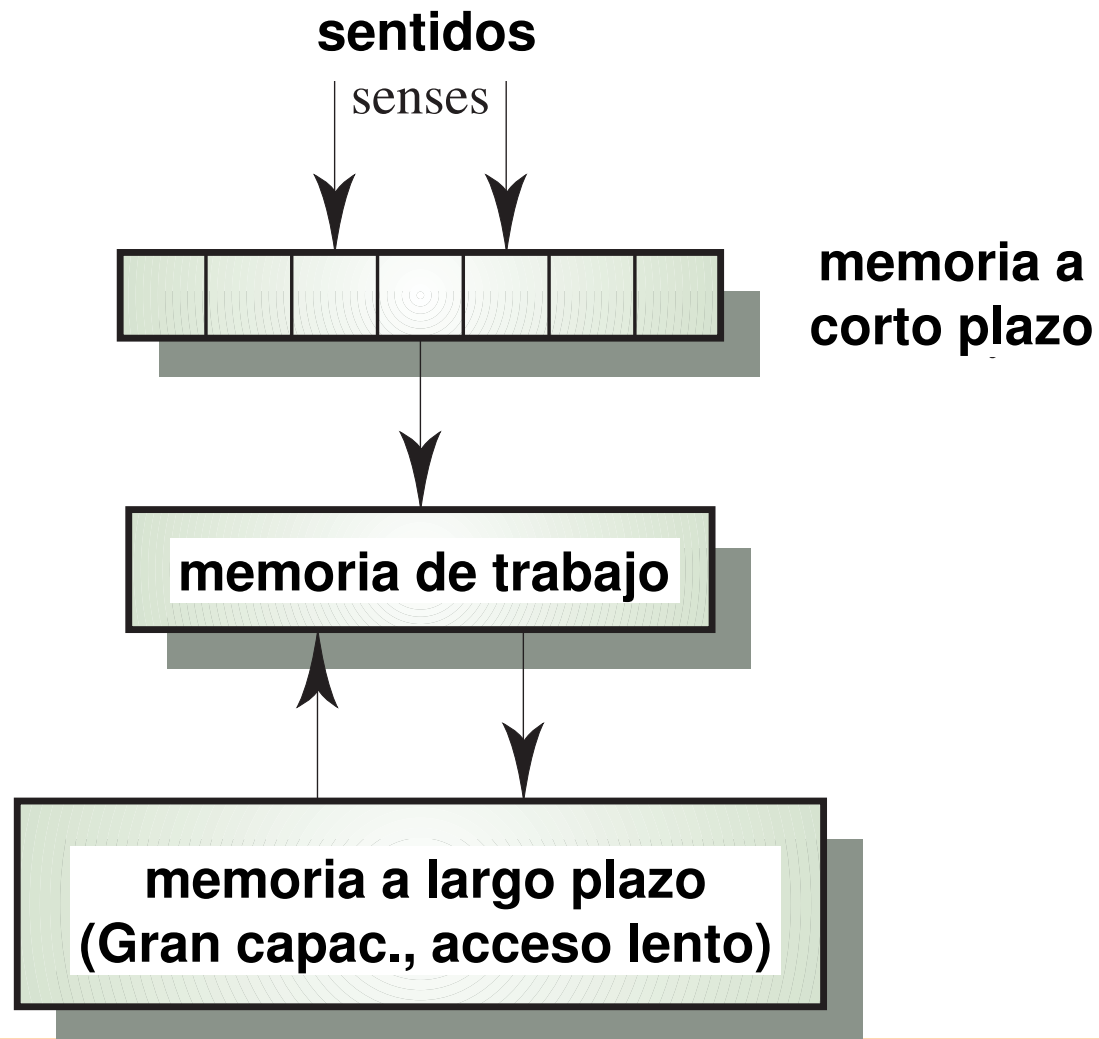 sentidos
senses
memoria a
corto plazo
memoria de trabajo
memoria a largo plazo
(Gran capac., acceso lento)